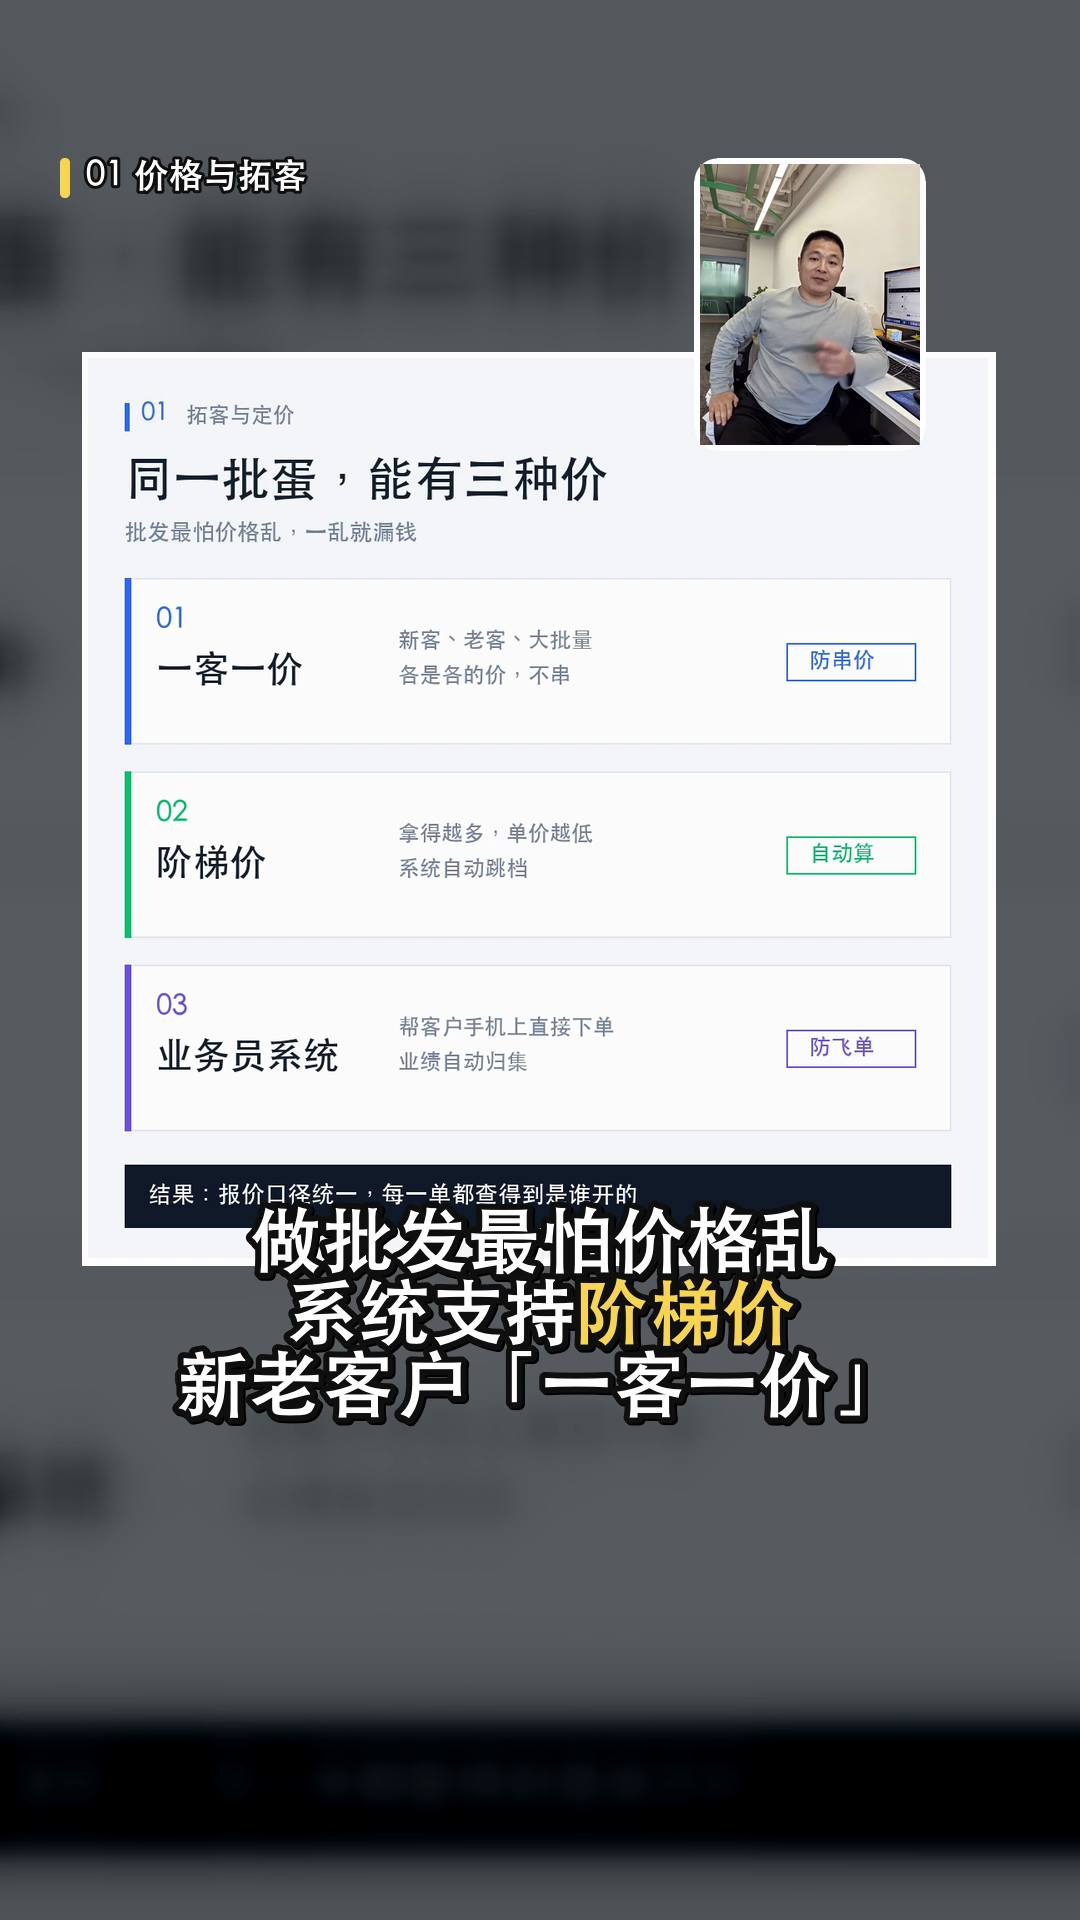 01 价格与拓客
01 拓客与定价
同一批蛋，能有三种价
批发最怕价格乱，一乱就漏钱
01
一客一价
新客、老客、大批量
各是各的价，不串
防串价
02
阶梯价
拿得越多，单价越低
系统自动跳档
自动算
03
业务员系统
帮客户手机上直接下单
业绩自动归集
防飞单
结果：报价口径统一，每一单都查得到是谁开的
做批发最怕价格乱
系统支持阶梯价
新老客户「一客一价」